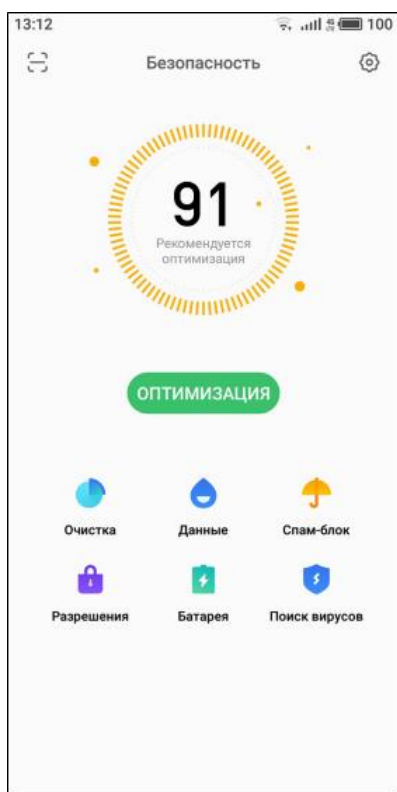 13:12
100
Безопасность
91
Рекомендуется
оптимизация
ОПТИМИЗАЦИЯ
Очистка Данные Спам-блок
Разрешения Батарея Поиск вирусов